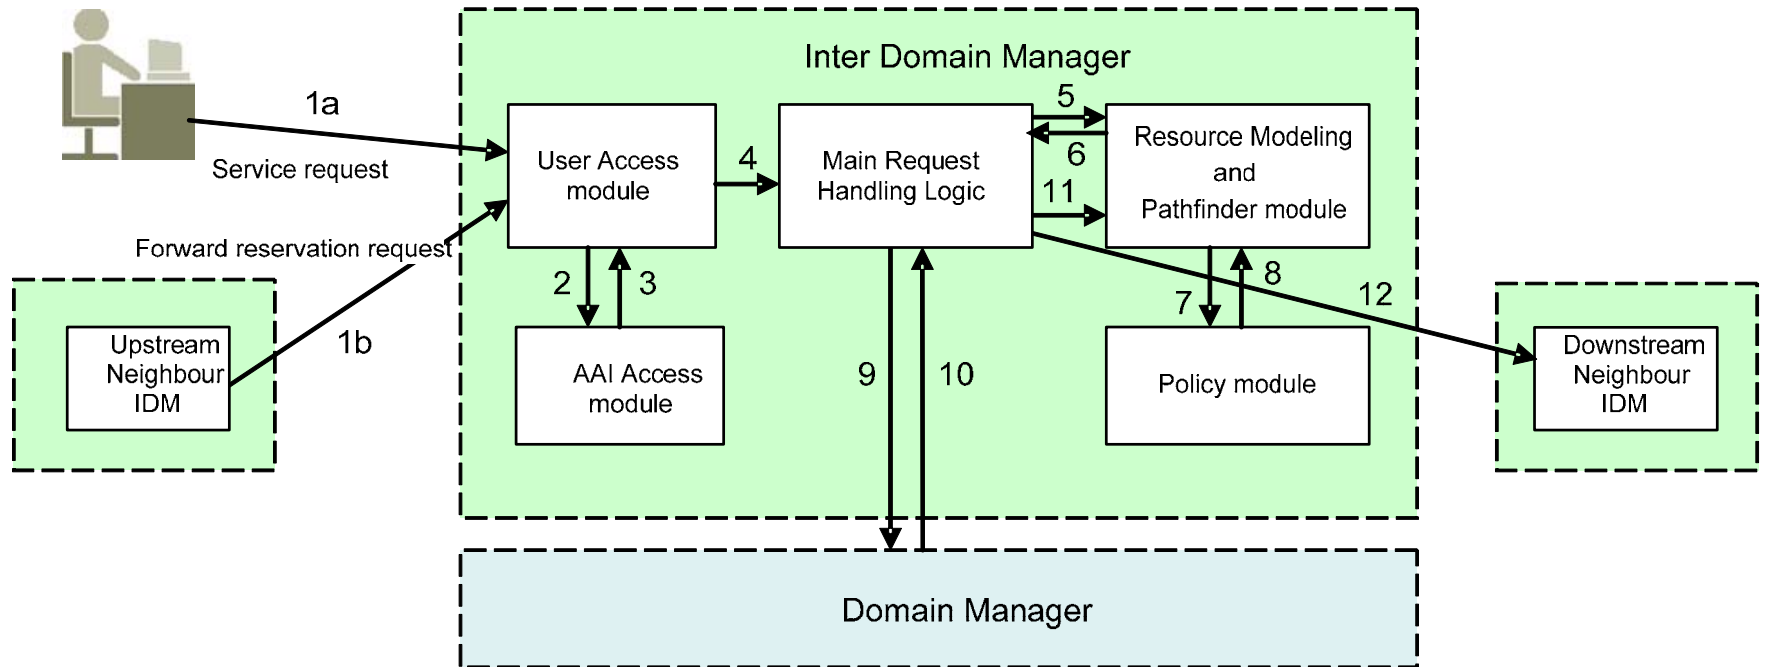 Inter Domain Manager
1a
Service request
Forward reservation request
1b
Upstream
Neighbour
IDM
User Access
module
2
3
AAI Access
module
4
Main Request
Handling Logic
5
6
11
Resource Modeling
and
Pathfinder module
7
8
Policy module
9
10
12
Downstream
Neighbour
IDM
Domain Manager